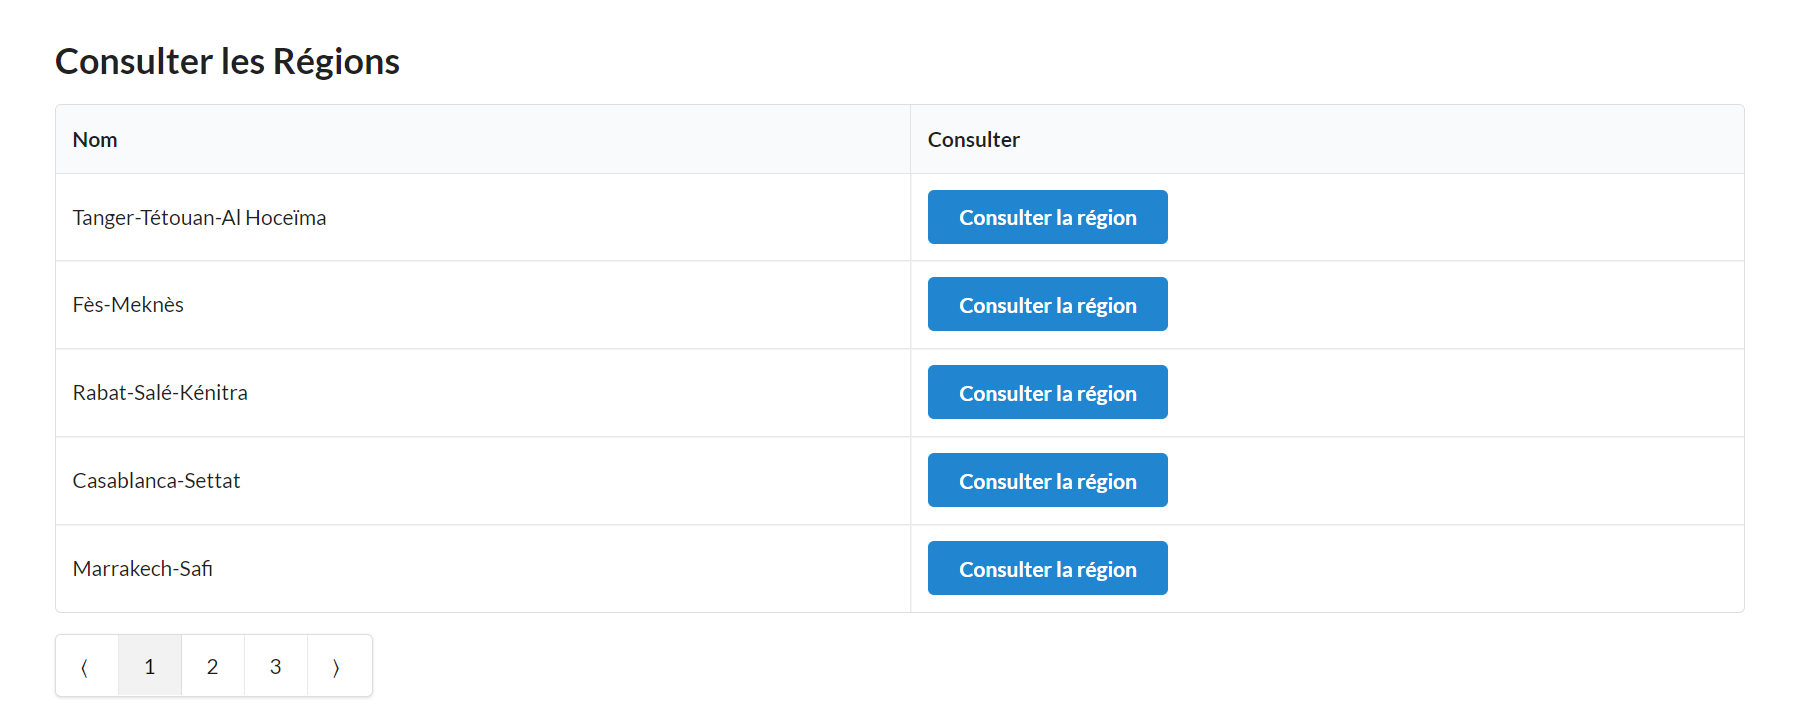 Consulter les Régions
Nom Consulter
Tanger-Tétouan-Al Hoceïma Consulter la région
Fès-Meknès Consulter la région
Rabat-Salé-Kénitra Consulter la région
Casablanca-Settat Consulter la région
Marrakech-Safi Consulter la région
⟨ 1 2 3 ⟩